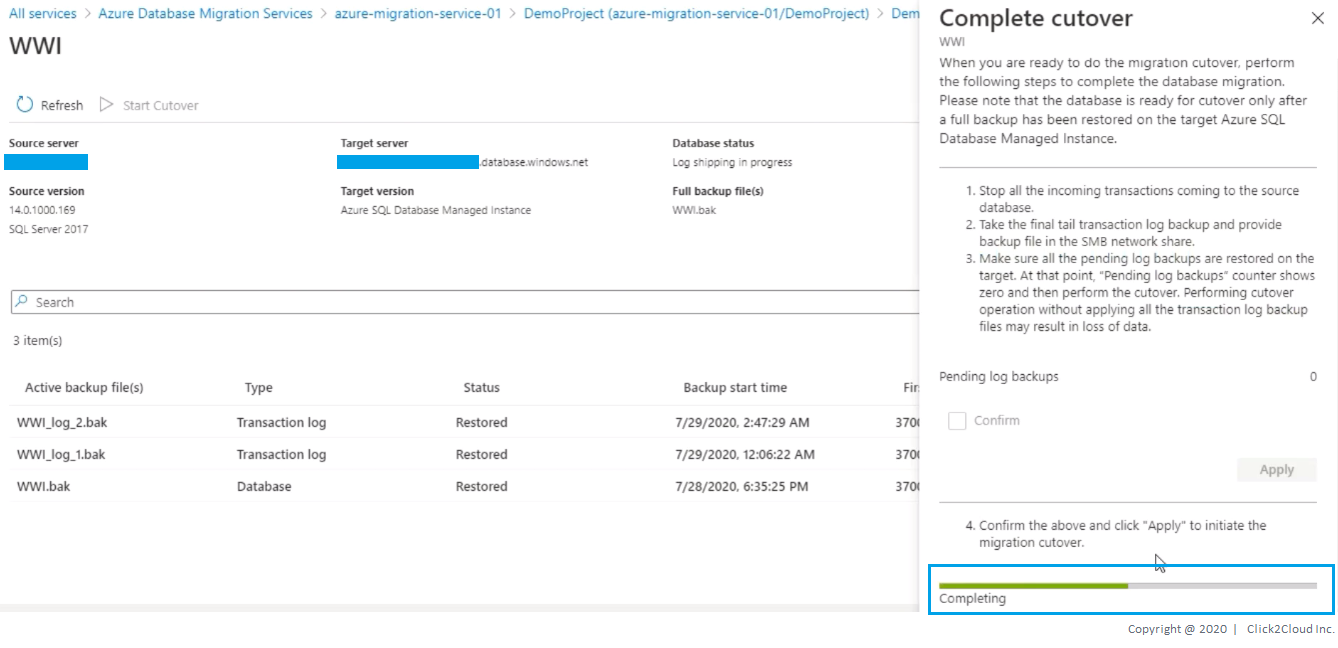 All services > Azure Database Migration Services > azure-migration-service-01 > DemoProject (azure-migration-service-01/DemoProject) > Dem
WWI
Refresh Start Cutover
Source server
Source version
14.0.1000.169
SQL Server 2017
Target server
.database.windows.net
Target version
Azure SQL Database Managed Instance
Database status
Log shipping in progress
Full backup file(s)
WWI.bak
Search
3 item(s)
Active backup file(s) Type Status Backup start time Fir
WWI_log_2.bak Transaction log Restored 7/29/2020, 2:47:29 AM 3700
WWI_log_1.bak Transaction log Restored 7/29/2020, 12:06:22 AM 3700
WWI.bak Database Restored 7/28/2020, 6:35:25 PM 3700
Complete cutover
WWI
When you are ready to do the migration cutover, perform
the following steps to complete the database migration.
Please note that the database is ready for cutover only after
a full backup has been restored on the target Azure SQL
Database Managed Instance.
1. Stop all the incoming transactions coming to the source
database.
2. Take the final tail transaction log backup and provide
backup file in the SMB network share.
3. Make sure all the pending log backups are restored on the
target. At that point, "Pending log backups" counter shows
zero and then perform the cutover. Performing cutover
operation without applying all the transaction log backup
files may result in loss of data.
Pending log backups 0
Confirm
Apply
4. Confirm the above and click "Apply" to initiate the
migration cutover.
Completing
Copyright @ 2020 | Click2Cloud Inc.